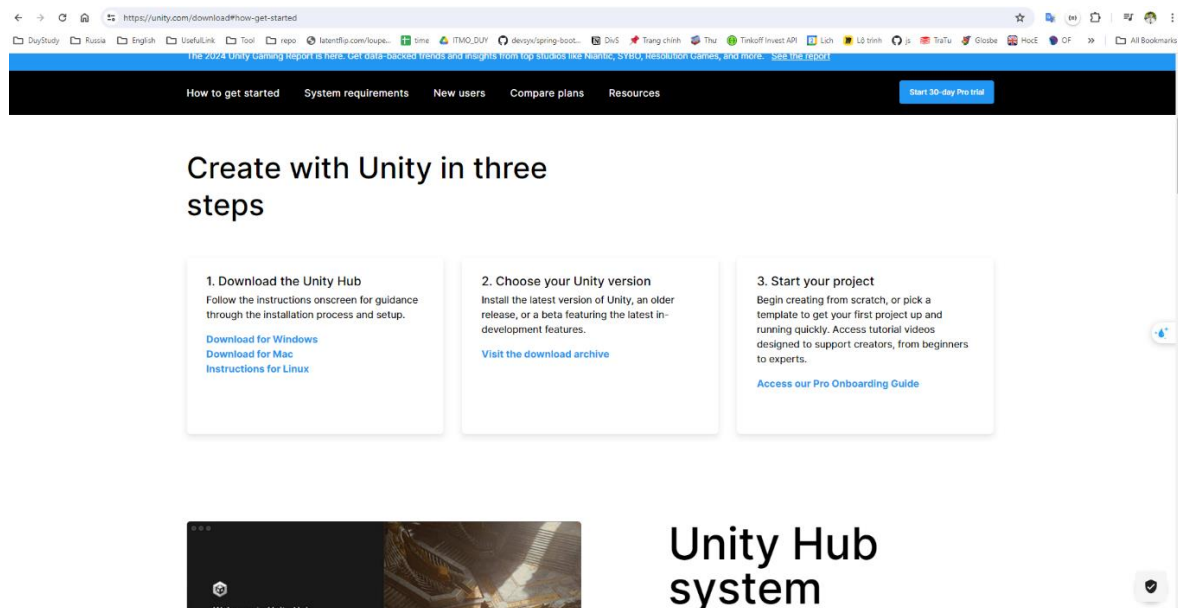 https://unity.com/download#how-get-started
DuyStudy Russia English UsefulLink Tool repo latentflip.com/loupe... time ITMO_DUY devsyx/spring-boot... DivS Trang chính Thư Tinkoff Invest API Lịch Lộ trình js TraTu Glosbe HocE OF » All Bookmarks
The 2024 Unity Gaming Report is here. Get data-backed trends and insights from top studios like Niantic, SYBO, Resolution Games, and more. See the report
How to get started System requirements New users Compare plans Resources Start 30-day Pro trial
Create with Unity in three
steps
1. Download the Unity Hub
Follow the instructions onscreen for guidance
through the installation process and setup.
Download for Windows
Download for Mac
Instructions for Linux
2. Choose your Unity version
Install the latest version of Unity, an older
release, or a beta featuring the latest in-
development features.
Visit the download archive
3. Start your project
Begin creating from scratch, or pick a
template to get your first project up and
running quickly. Access tutorial videos
designed to support creators, from beginners
to experts.
Access our Pro Onboarding Guide
Unity Hub
system